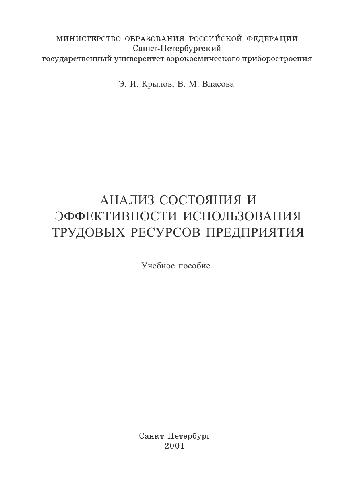 МИНИСТЕРСТВО ОБРАЗОВАНИЯ РОССИЙСКОЙ ФЕДЕРАЦИИ
Санкт-Петербургский
государственный университет аэрокосмического приборостроения
Э. И. Крылов, В. М. Власова
АНАЛИЗ СОСТОЯНИЯ И
ЭФФЕКТИВНОСТИ ИСПОЛЬЗОВАНИЯ
ТРУДОВЫХ РЕСУРСОВ ПРЕДПРИЯТИЯ
Учебное пособие
Санкт-Петербург
2001